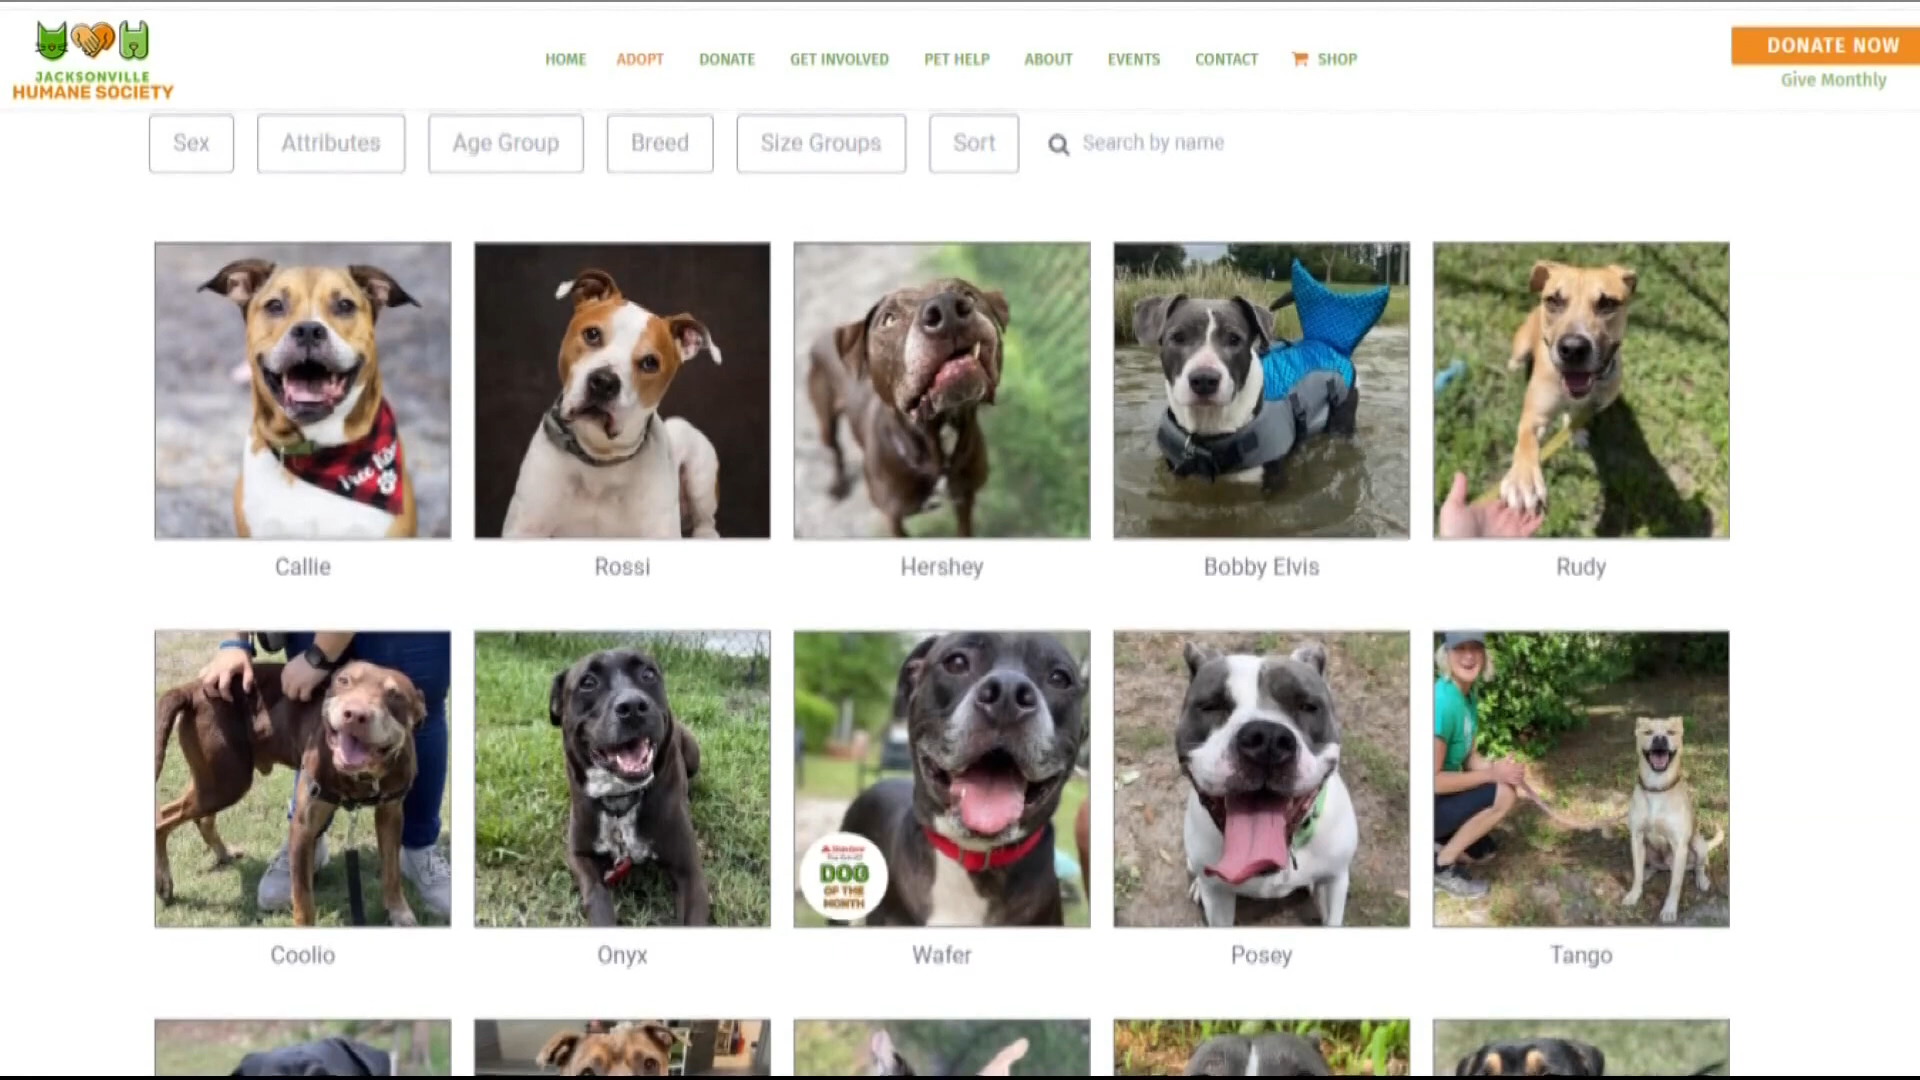 JACKSONVILLE
HUMANE SOCIETY
HOME ADOPT DONATE GET INVOLVED PET HELP ABOUT EVENTS CONTACT SHOP
DONATE NOW
Give Monthly
Sex Attributes Age Group Breed Size Groups Sort Search by name
Callie Rossi Hershey Bobby Elvis Rudy
DOG
OF THE
MONTH
Coolio Onyx Wafer Posey Tango